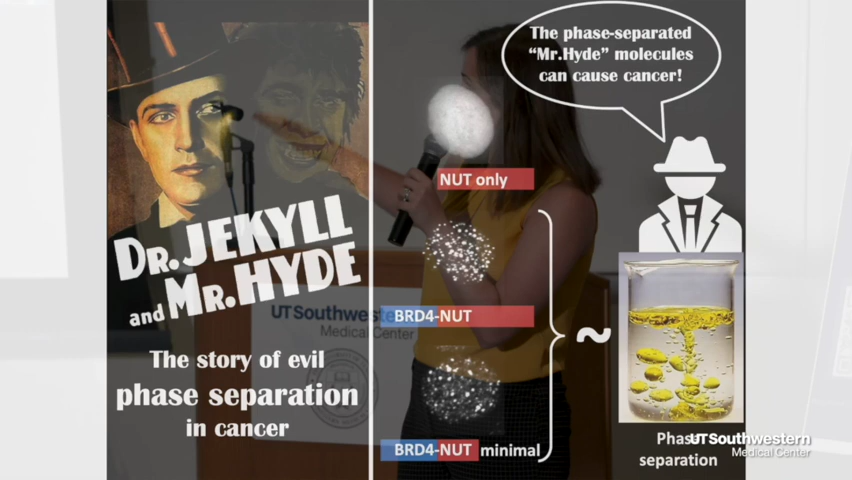 The phase-separated
“Mr.Hyde” molecules
can cause cancer!
DR. JEKYLL
and MR. HYDE
The story of evil
phase separation
in cancer
NUT only
BRD4-NUT
BRD4-NUT minimal
UTSouthwestern
Medical Center
Phase
separation
UTSouthwestern
Medical Center